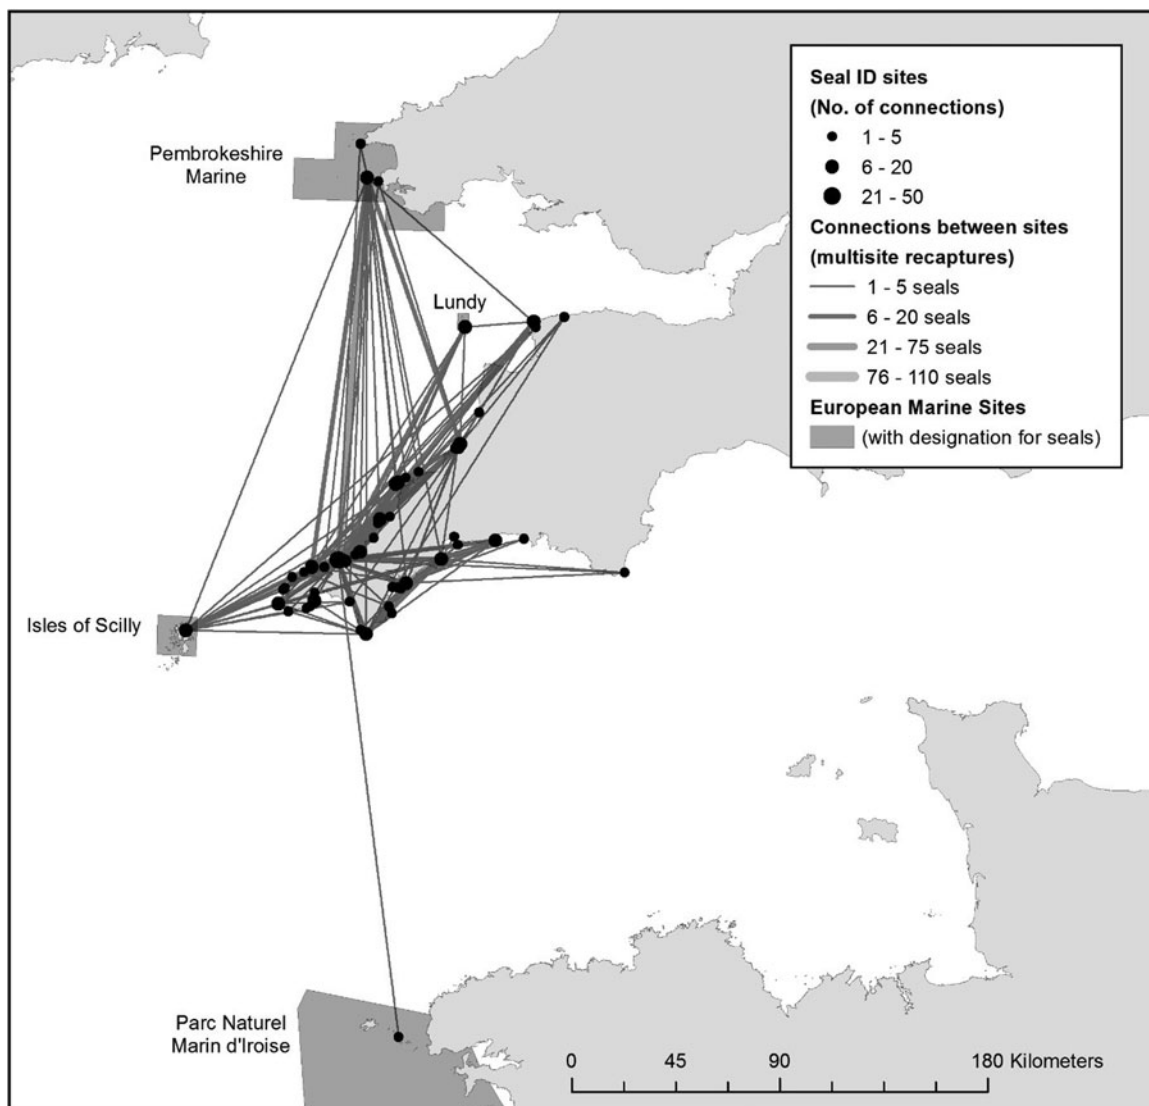 Seal ID sites
(No. of connections)
1 - 5
6 - 20
21 - 50
Connections between sites
(multisite recaptures)
1 - 5 seals
6 - 20 seals
21 - 75 seals
76 - 110 seals
European Marine Sites
(with designation for seals)
Pembrokeshire
Marine
Lundy
Isles of Scilly
Parc Naturel
Marin d'Iroise
0 45 90 180 Kilometers